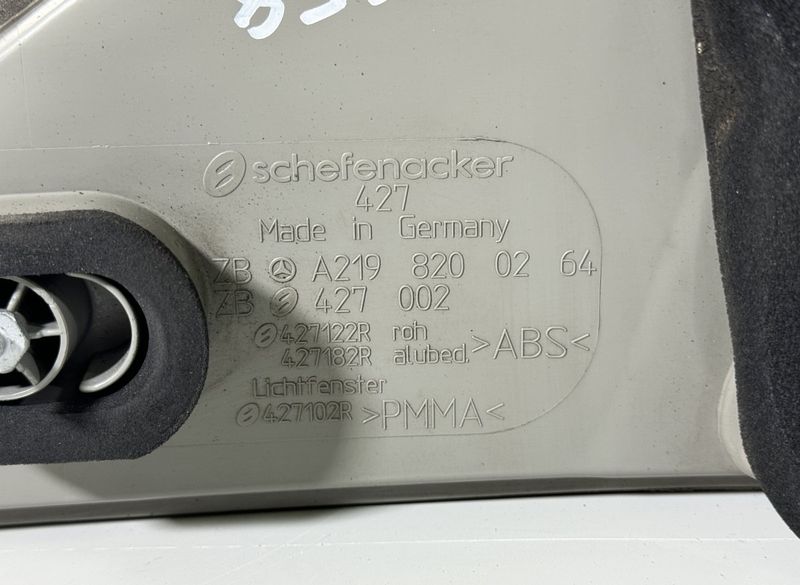 schefenacker
427
Made in Germany
ZB A219 820 02 64
ZB 427 002
427122R roh
427182R alubed. >ABS<
Lichtfenster
427102R >PMMA<